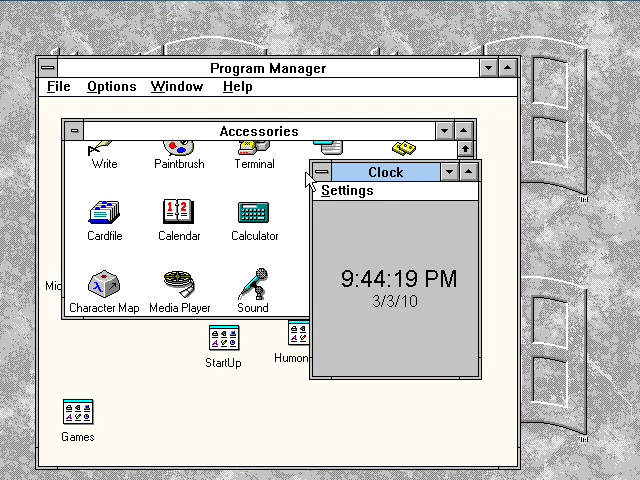 Program Manager
File Options Window Help
Accessories
Write Paintbrush Terminal
Clock
Settings
Cardfile Calendar Calculator
9:44:19 PM
3/3/10
Character Map Media Player Sound
StartUp
Games